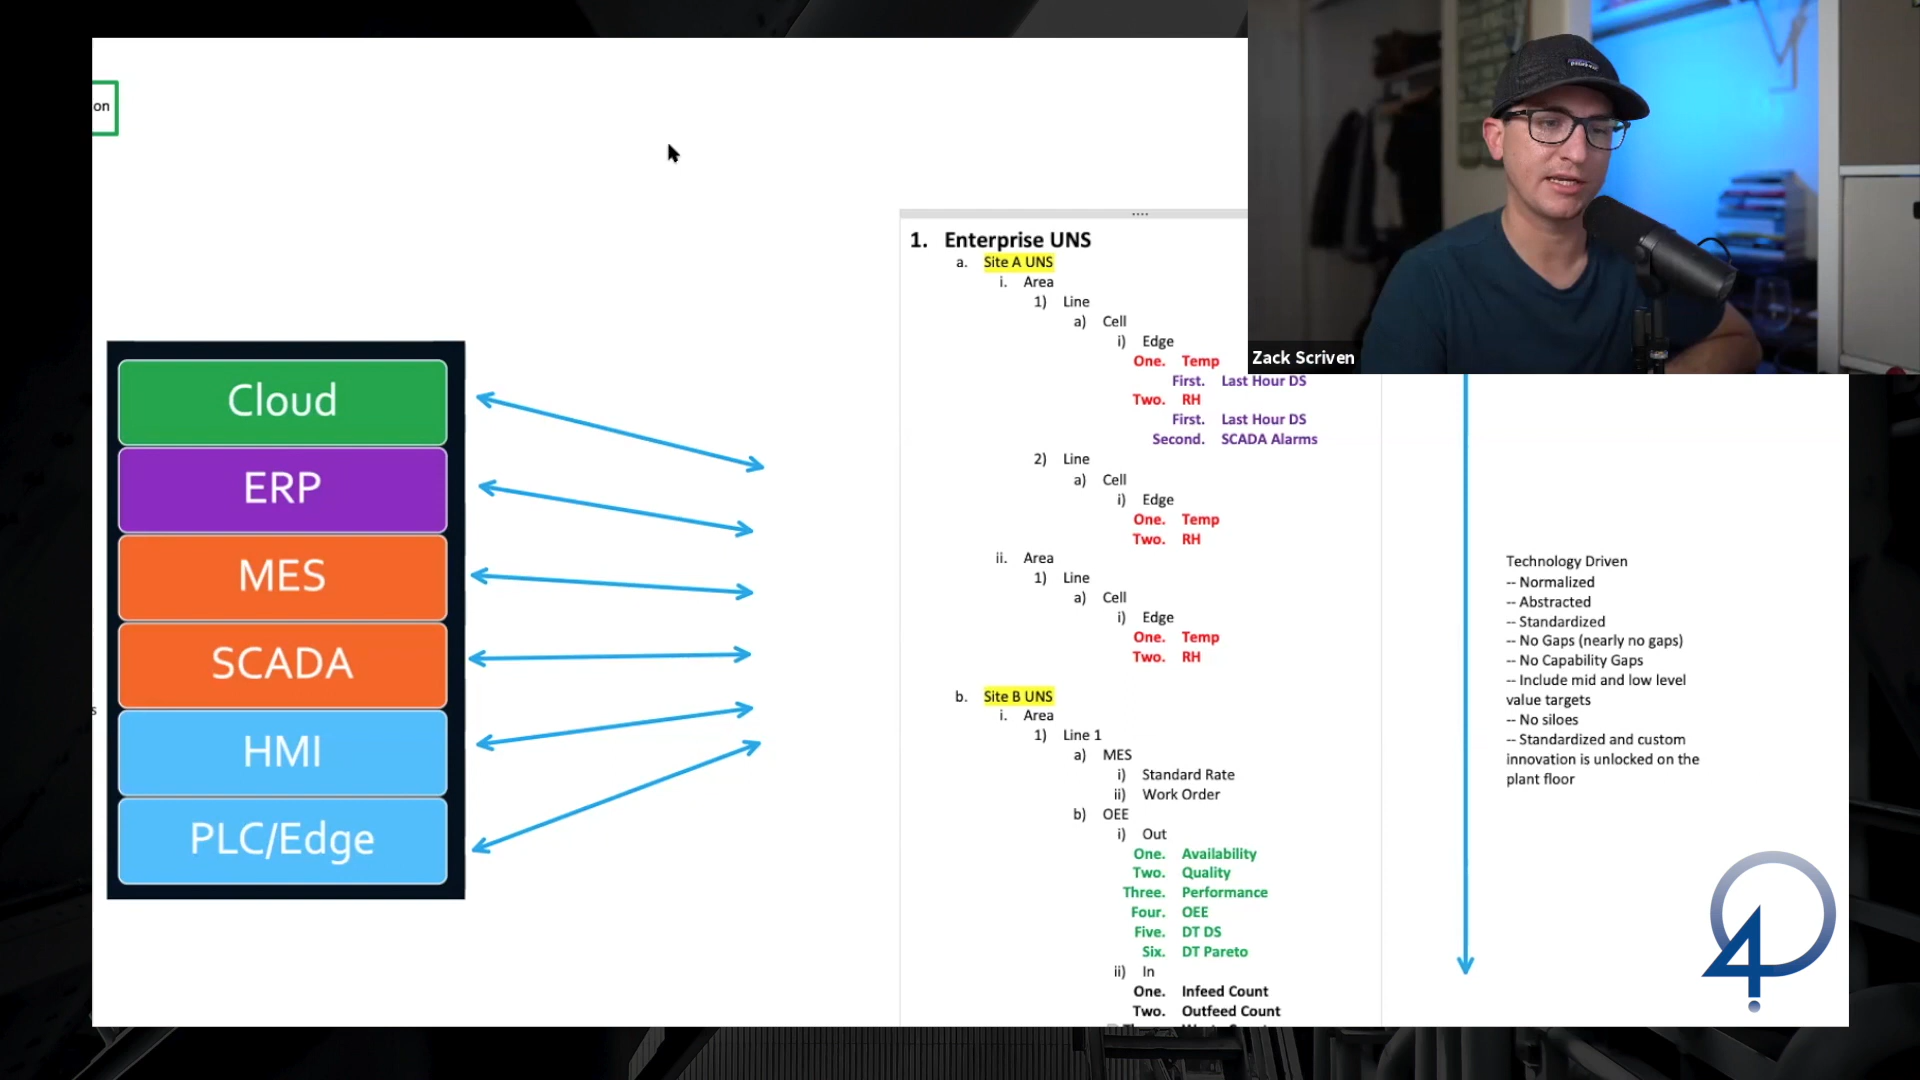 on
Cloud
ERP
MES
SCADA
HMI
PLC/Edge
s
1. Enterprise UNS
a. Site A UNS
i. Area
1) Line
a) Cell
i) Edge
One. Temp
First. Last Hour DS
Two. RH
First. Last Hour DS
Second. SCADA Alarms
2) Line
a) Cell
i) Edge
One. Temp
Two. RH
ii. Area
1) Line
a) Cell
i) Edge
One. Temp
Two. RH
b. Site B UNS
i. Area
1) Line 1
a) MES
i) Standard Rate
ii) Work Order
b) OEE
i) Out
One. Availability
Two. Quality
Three. Performance
Four. OEE
Five. DT DS
Six. DT Pareto
ii) In
One. Infeed Count
Two. Outfeed Count
Zack Scriven
Technology Driven
-- Normalized
-- Abstracted
-- Standardized
-- No Gaps (nearly no gaps)
-- No Capability Gaps
-- Include mid and low level
value targets
-- No siloes
-- Standardized and custom
innovation is unlocked on the
plant floor
4